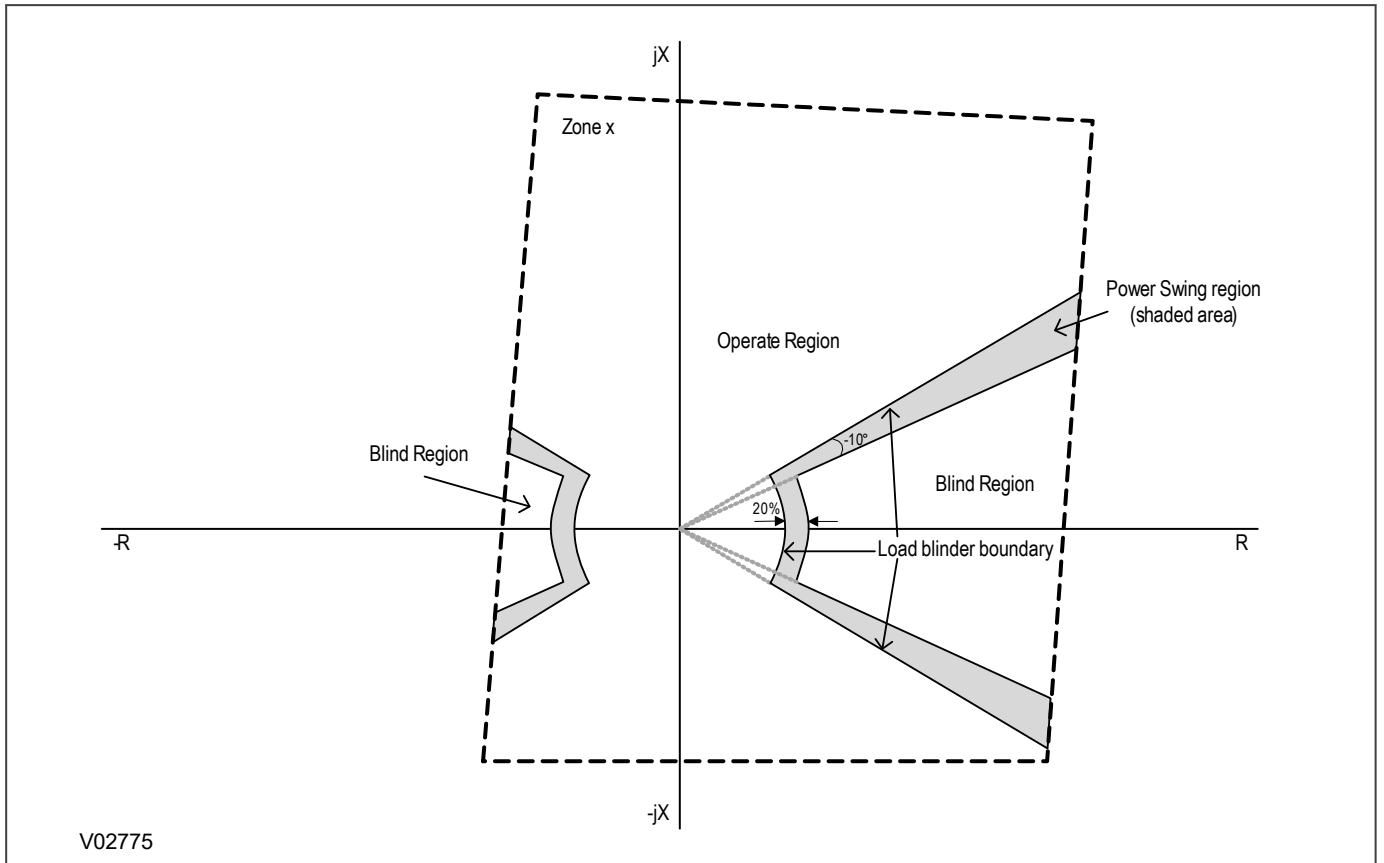 jX
Zone x
Power Swing region
(shaded area)
Operate Region
-10°
Blind Region
Blind Region
20%
-R
Load blinder boundary
R
-jX
V02775